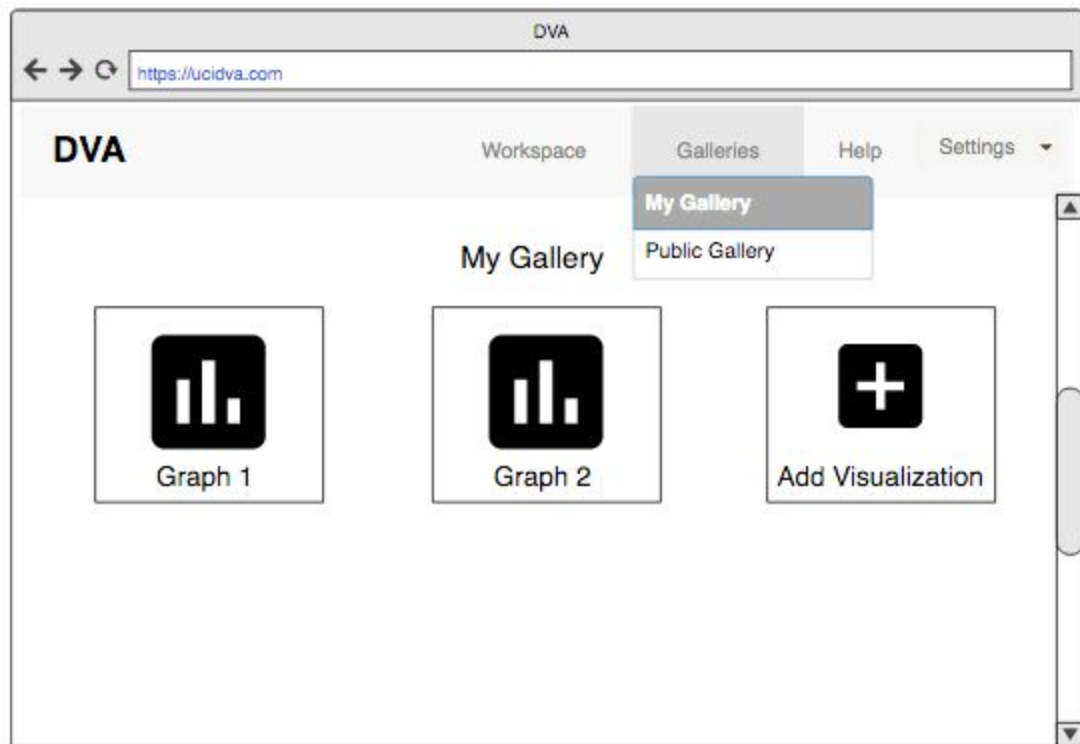 DVA
https://ucidva.com
DVA Workspace Galleries Help Settings
My Gallery
Public Gallery
My Gallery
Graph 1 Graph 2 Add Visualization